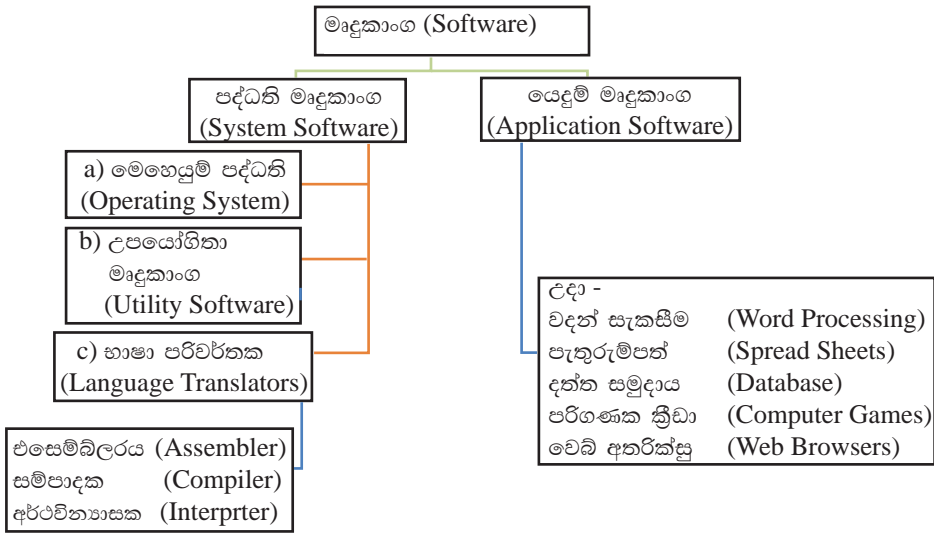 මෘදුකාංග (Software)
පද්ධති මෘදුකාංග
(System Software)
යෙදුම් මෘදුකාංග
(Application Software)
a) මෙහෙයුම් පද්ධති
(Operating System)
b) උපයෝගිතා
මෘදුකාංග
(Utility Software)
c) භාෂා පරිවර්තක
(Language Translators)
එසෙම්බ්ලරය (Assembler)
සම්පාදක (Compiler)
අර්ථවින්‍යාසක (Interprter)
උදා -
වදන් සැකසීම (Word Processing)
පැතුරුම්පත් (Spread Sheets)
දත්ත සමුදාය (Database)
පරිගණක ක්‍රීඩා (Computer Games)
වෙබ් අතරික්සු (Web Browsers)